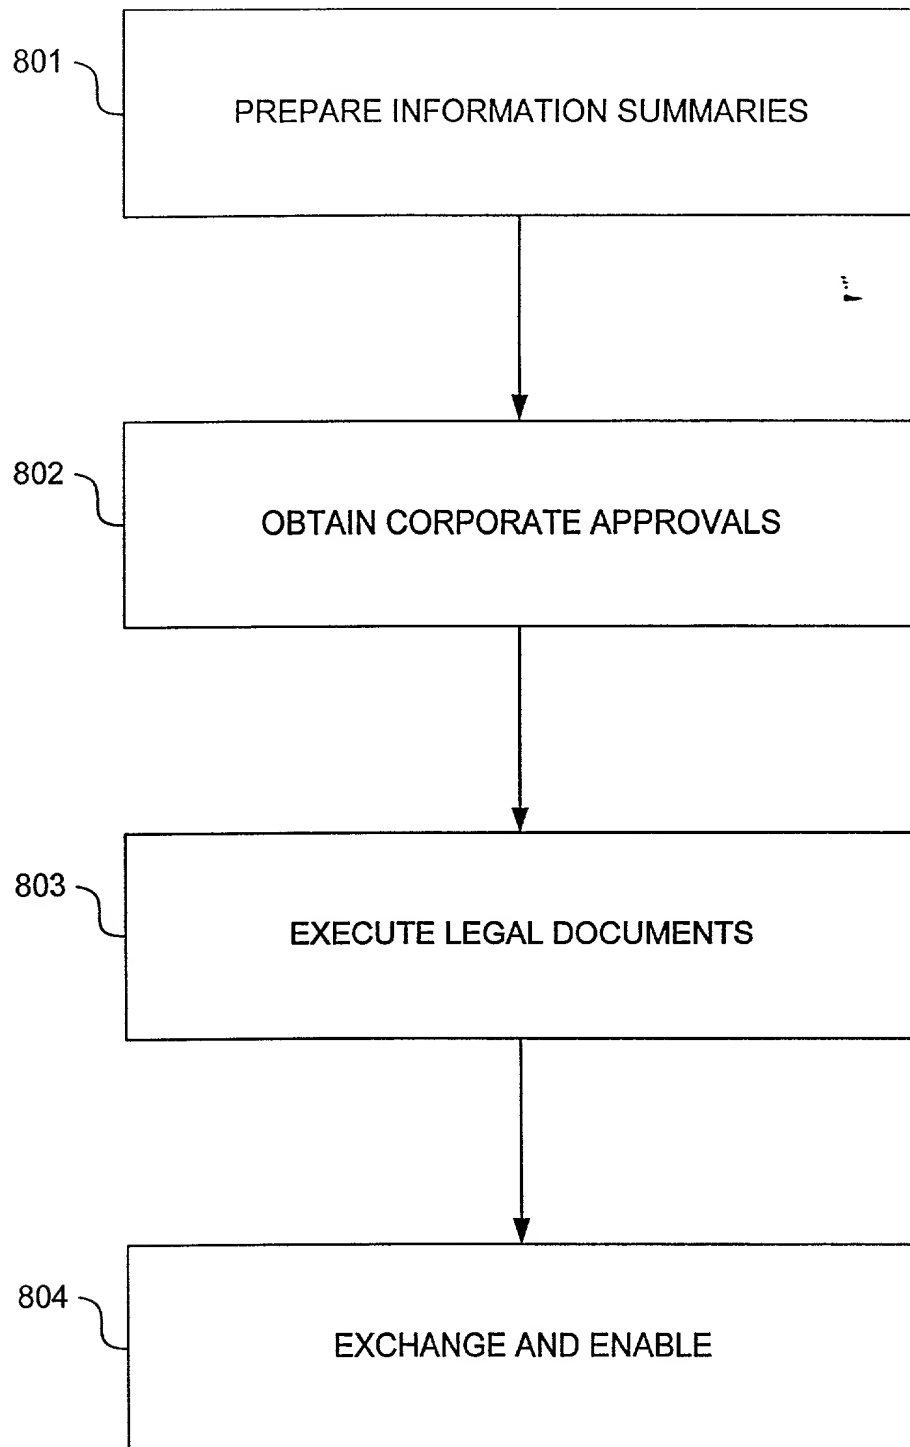 801
PREPARE INFORMATION SUMMARIES
802
OBTAIN CORPORATE APPROVALS
803
EXECUTE LEGAL DOCUMENTS
804
EXCHANGE AND ENABLE